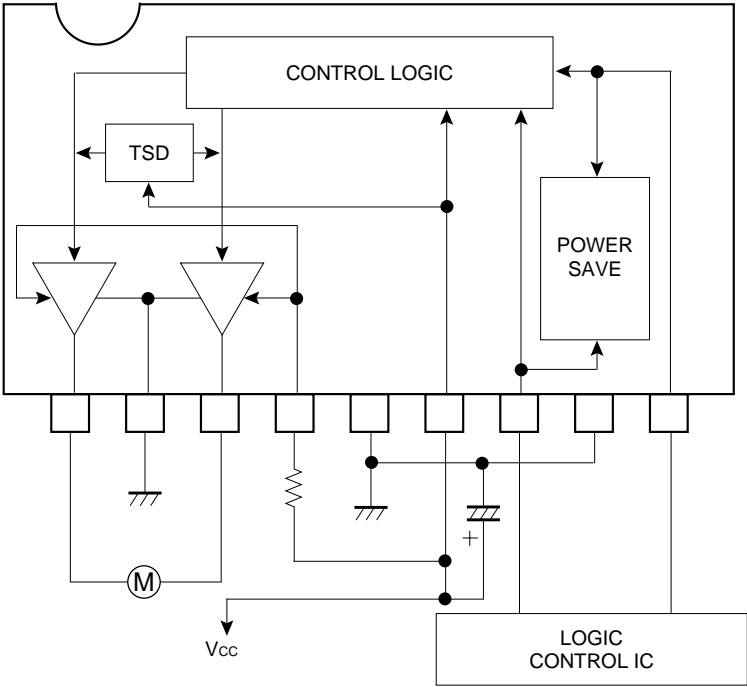 CONTROL LOGIC
TSD
POWER
SAVE
+
M
Vcc
LOGIC
CONTROL IC